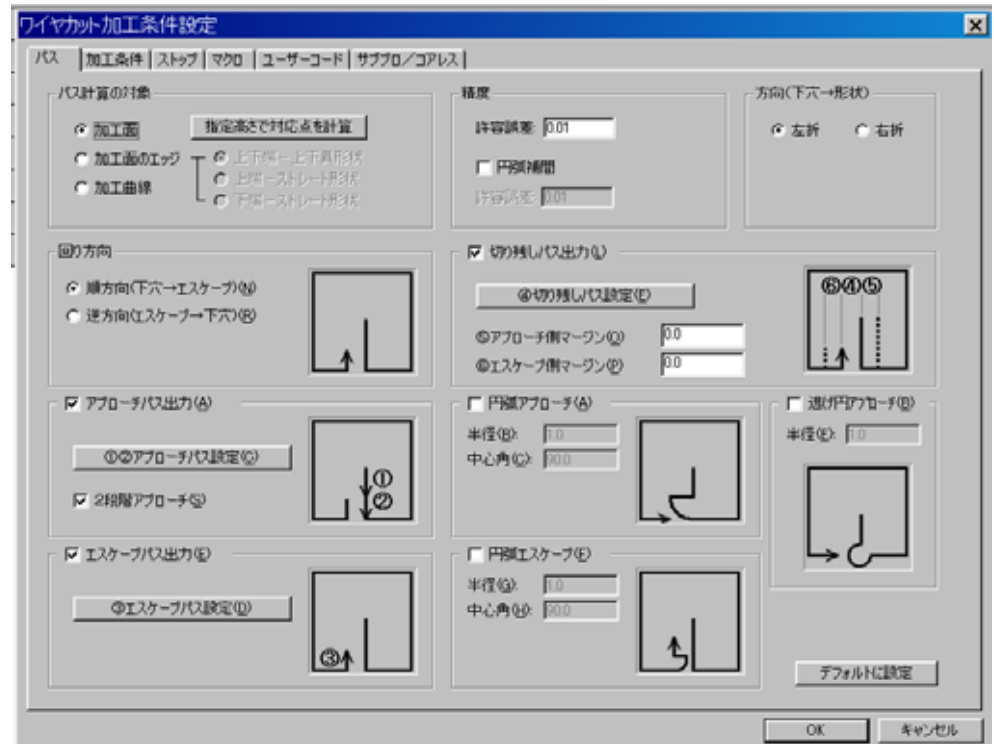 ワイヤカット加工条件設定
パス
加工条件
ストップ
マクロ
ユーザーコード
サブプロ／コアレス
パス計算の対象
加工面
指定高さで対応点を計算
加工面のエッジ
加工曲線
上下端－上下異形状
上端－ストレート形状
下端－ストレート形状
精度
許容誤差: 0.01
円弧補間
許容誤差: 0.01
方向(下穴→形状)
左折
右折
回り方向
順方向(下穴→エスケープ)(N)
逆方向(エスケープ→下穴)(R)
切り残しパス出力(L)
④切り残しパス設定(E)
⑤アプローチ側マージン(O) 0.0
⑥エスケープ側マージン(P) 0.0
⑥④⑤
アプローチパス出力(A)
①②アプローチパス設定(C)
2段階アプローチ(S)
①
②
円弧アプローチ(A)
半径(B): 1.0
中心角(C): 90.0
逃げ円アプローチ(B)
半径(E): 1.0
エスケープパス出力(E)
③エスケープパス設定(D)
③
円弧エスケープ(F)
半径(G): 1.0
中心角(H): 90.0
デフォルトに設定
OK
キャンセル